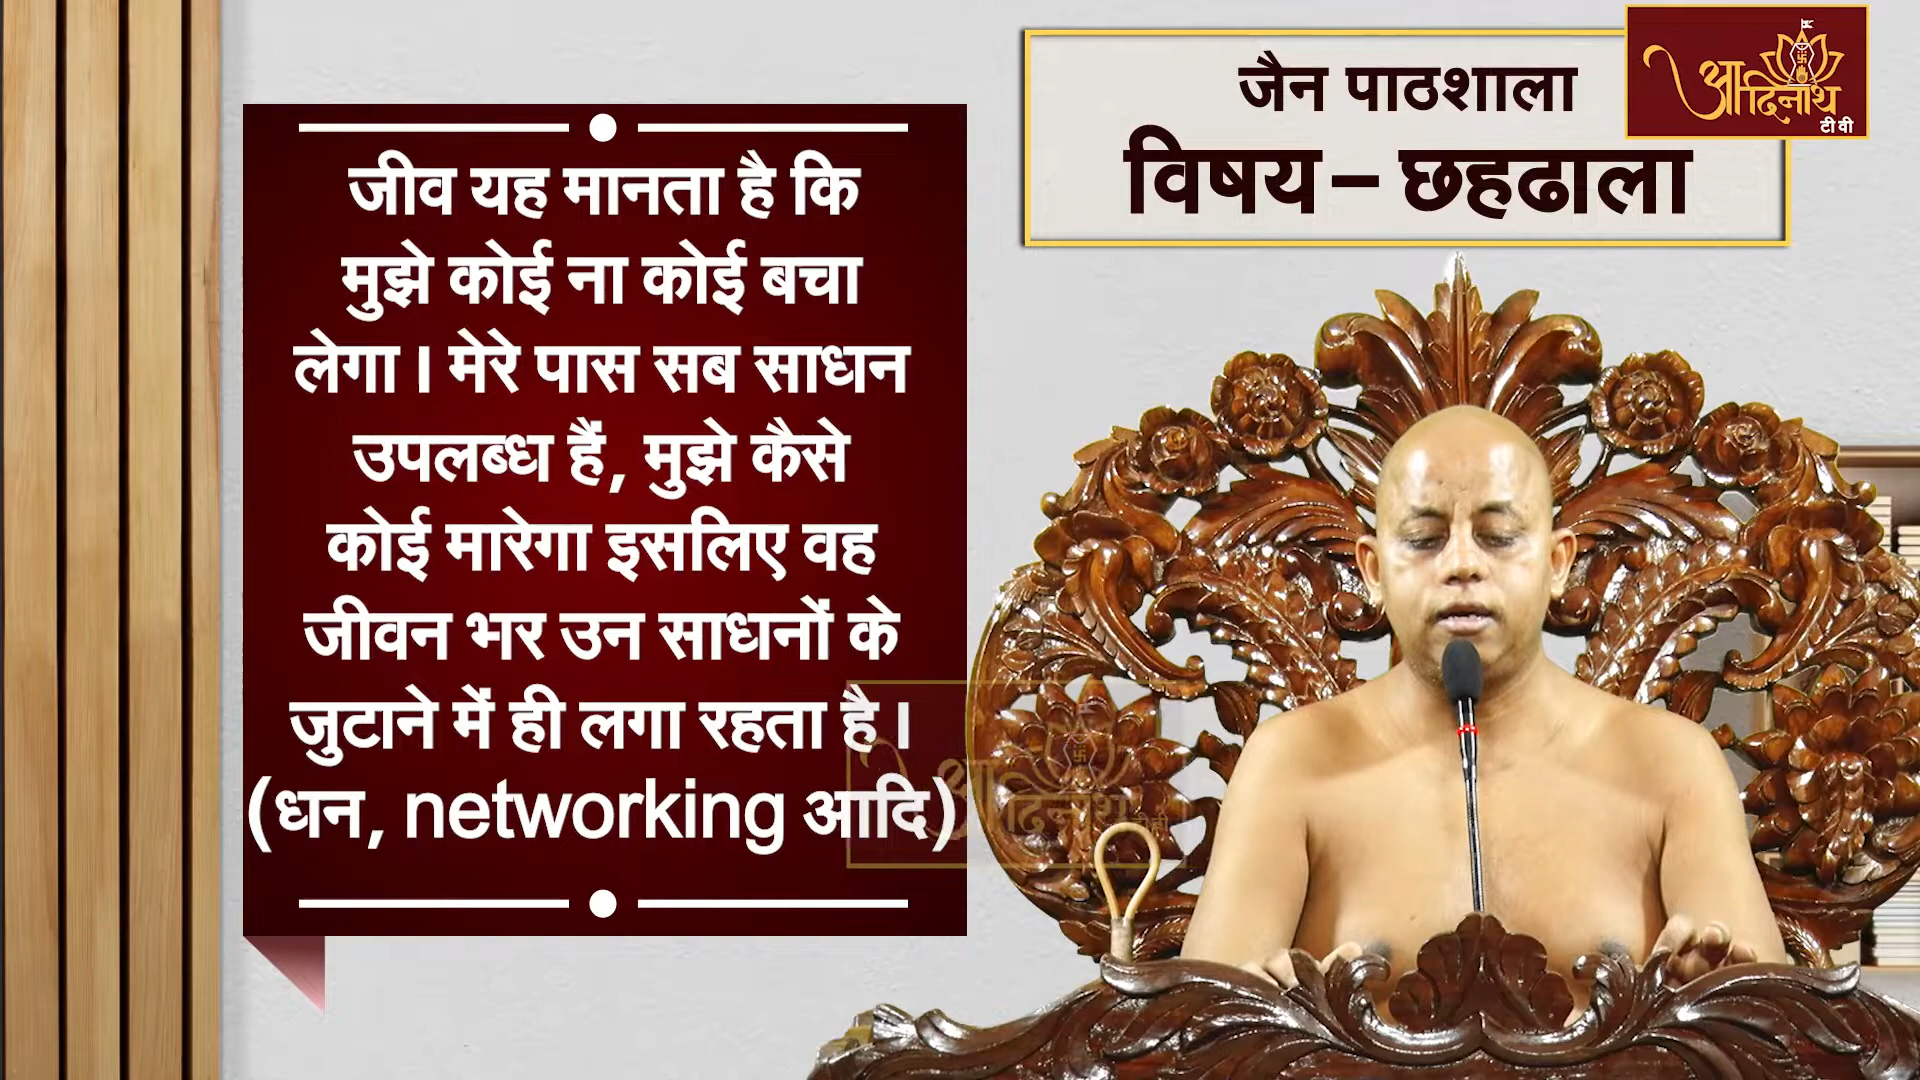 जैन पाठशाला
विषय – छहढाला
आदिनाथ
टीवी
जीव यह मानता है कि
मुझे कोई ना कोई बचा
लेगा । मेरे पास सब साधन
उपलब्ध हैं, मुझे कैसे
कोई मारेगा इसलिए वह
जीवन भर उन साधनों के
जुटाने में ही लगा रहता है ।
(धन, networking आदि)
आदिनाथ
टीवी